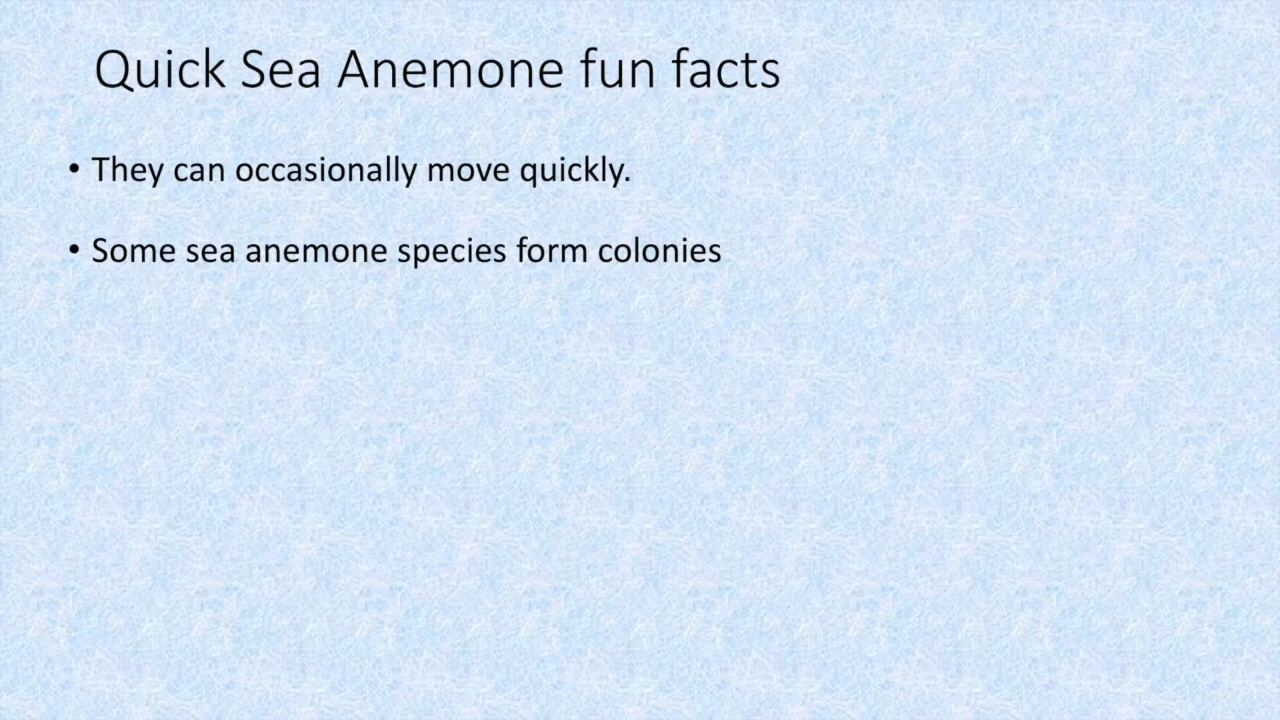 Quick Sea Anemone fun facts
• They can occasionally move quickly.
• Some sea anemone species form colonies